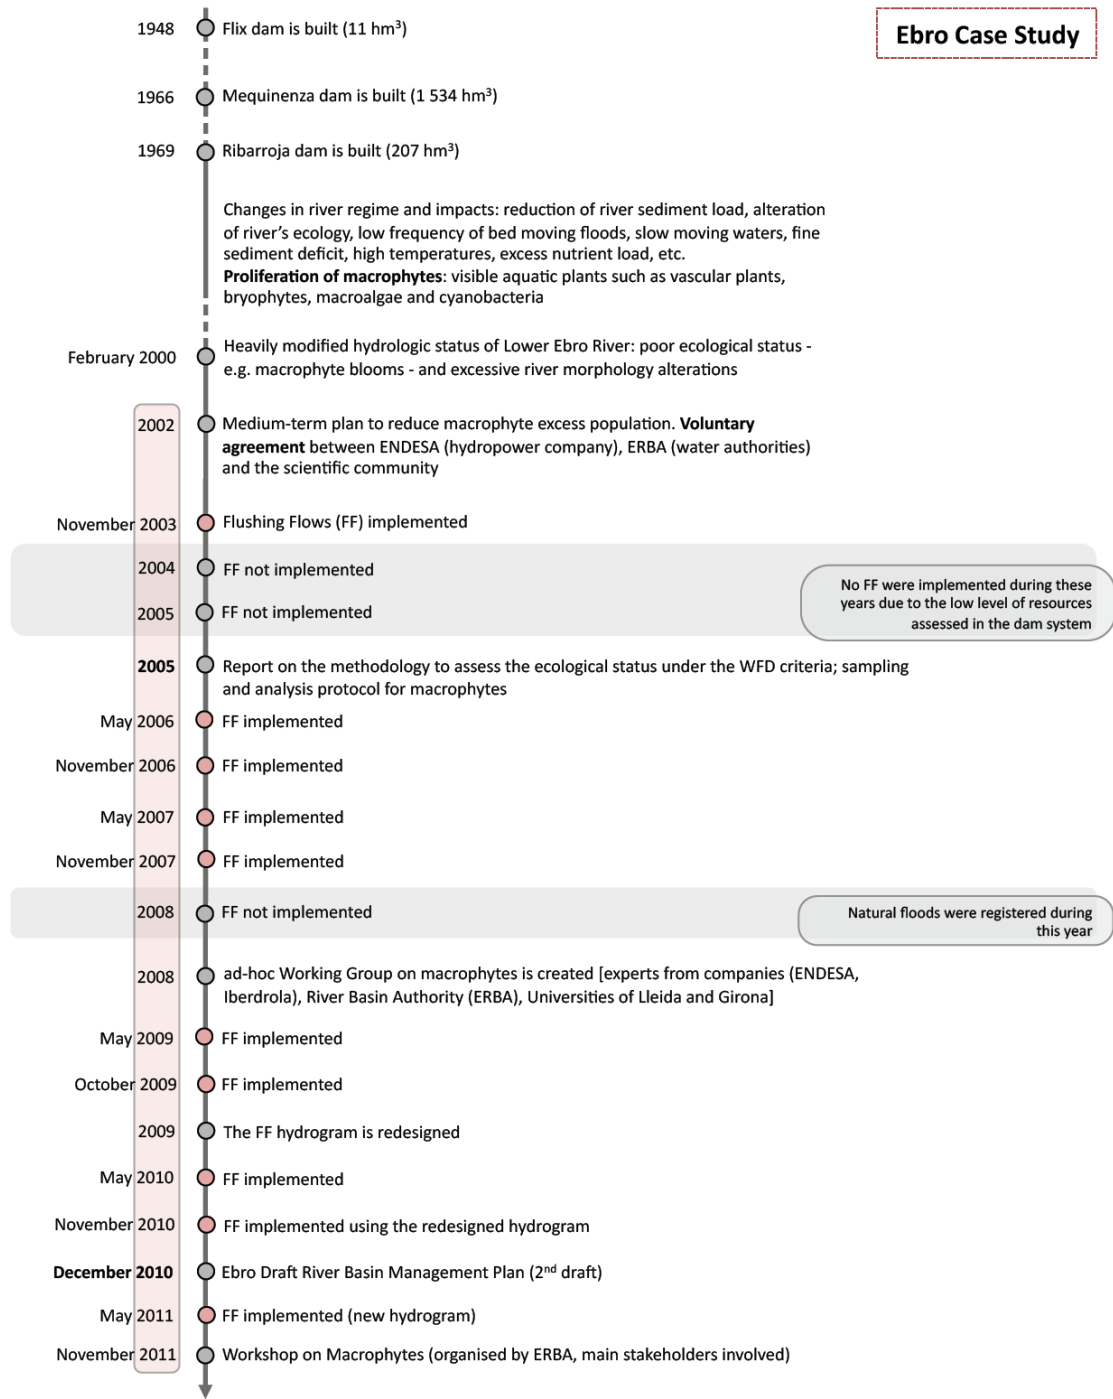 Ebro Case Study
1948 Flix dam is built (11 hm³)
1966 Mequinenza dam is built (1 534 hm³)
1969 Ribarroja dam is built (207 hm³)
Changes in river regime and impacts: reduction of river sediment load, alteration
of river's ecology, low frequency of bed moving floods, slow moving waters, fine
sediment deficit, high temperatures, excess nutrient load, etc.
Proliferation of macrophytes: visible aquatic plants such as vascular plants,
bryophytes, macroalgae and cyanobacteria
February 2000 Heavily modified hydrologic status of Lower Ebro River: poor ecological status -
e.g. macrophyte blooms - and excessive river morphology alterations
2002 Medium-term plan to reduce macrophyte excess population. Voluntary
agreement between ENDESA (hydropower company), ERBA (water authorities)
and the scientific community
November 2003 Flushing Flows (FF) implemented
2004 FF not implemented
2005 FF not implemented
No FF were implemented during these
years due to the low level of resources
assessed in the dam system
2005 Report on the methodology to assess the ecological status under the WFD criteria; sampling
and analysis protocol for macrophytes
May 2006 FF implemented
November 2006 FF implemented
May 2007 FF implemented
November 2007 FF implemented
2008 FF not implemented
Natural floods were registered during
this year
2008 ad-hoc Working Group on macrophytes is created [experts from companies (ENDESA,
Iberdrola), River Basin Authority (ERBA), Universities of Lleida and Girona]
May 2009 FF implemented
October 2009 FF implemented
2009 The FF hydrogram is redesigned
May 2010 FF implemented
November 2010 FF implemented using the redesigned hydrogram
December 2010 Ebro Draft River Basin Management Plan (2nd draft)
May 2011 FF implemented (new hydrogram)
November 2011 Workshop on Macrophytes (organised by ERBA, main stakeholders involved)